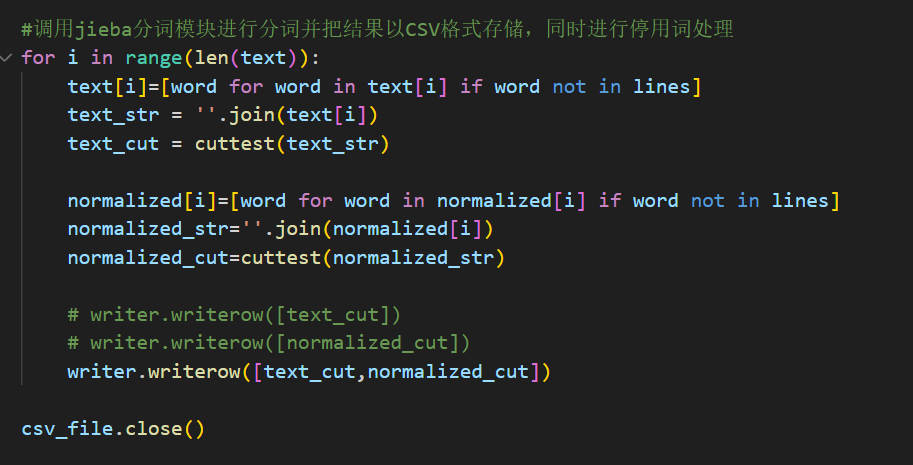 #调用jieba分词模块进行分词并把结果以CSV格式存储，同时进行停用词处理
for i in range(len(text)):
    text[i]=[word for word in text[i] if word not in lines]
    text_str = ''.join(text[i])
    text_cut = cuttest(text_str)
    normalized[i]=[word for word in normalized[i] if word not in lines]
    normalized_str=''.join(normalized[i])
    normalized_cut=cuttest(normalized_str)
    # writer.writerow([text_cut])
    # writer.writerow([normalized_cut])
    writer.writerow([text_cut,normalized_cut])
csv_file.close()